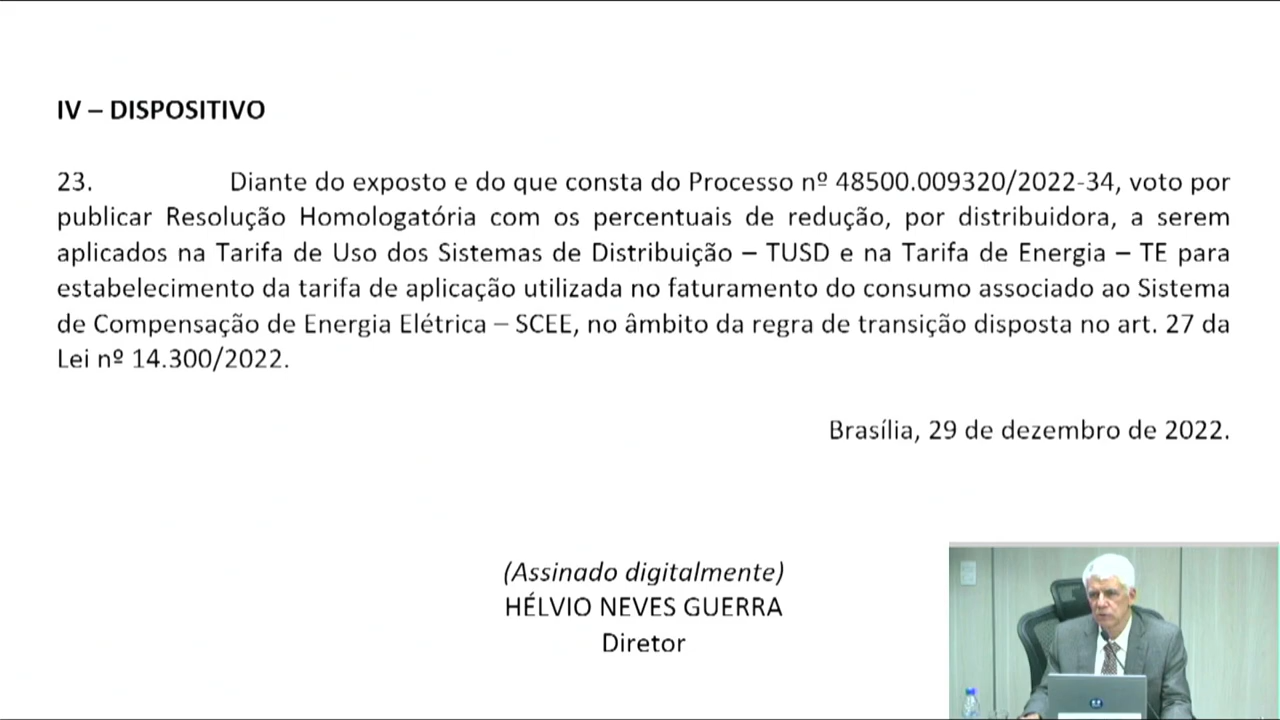 IV – DISPOSITIVO
23. Diante do exposto e do que consta do Processo nº 48500.009320/2022-34, voto por
publicar Resolução Homologatória com os percentuais de redução, por distribuidora, a serem
aplicados na Tarifa de Uso dos Sistemas de Distribuição – TUSD e na Tarifa de Energia – TE para
estabelecimento da tarifa de aplicação utilizada no faturamento do consumo associado ao Sistema
de Compensação de Energia Elétrica – SCEE, no âmbito da regra de transição disposta no art. 27 da
Lei nº 14.300/2022.
Brasília, 29 de dezembro de 2022.
(Assinado digitalmente)
HÉLVIO NEVES GUERRA
Diretor